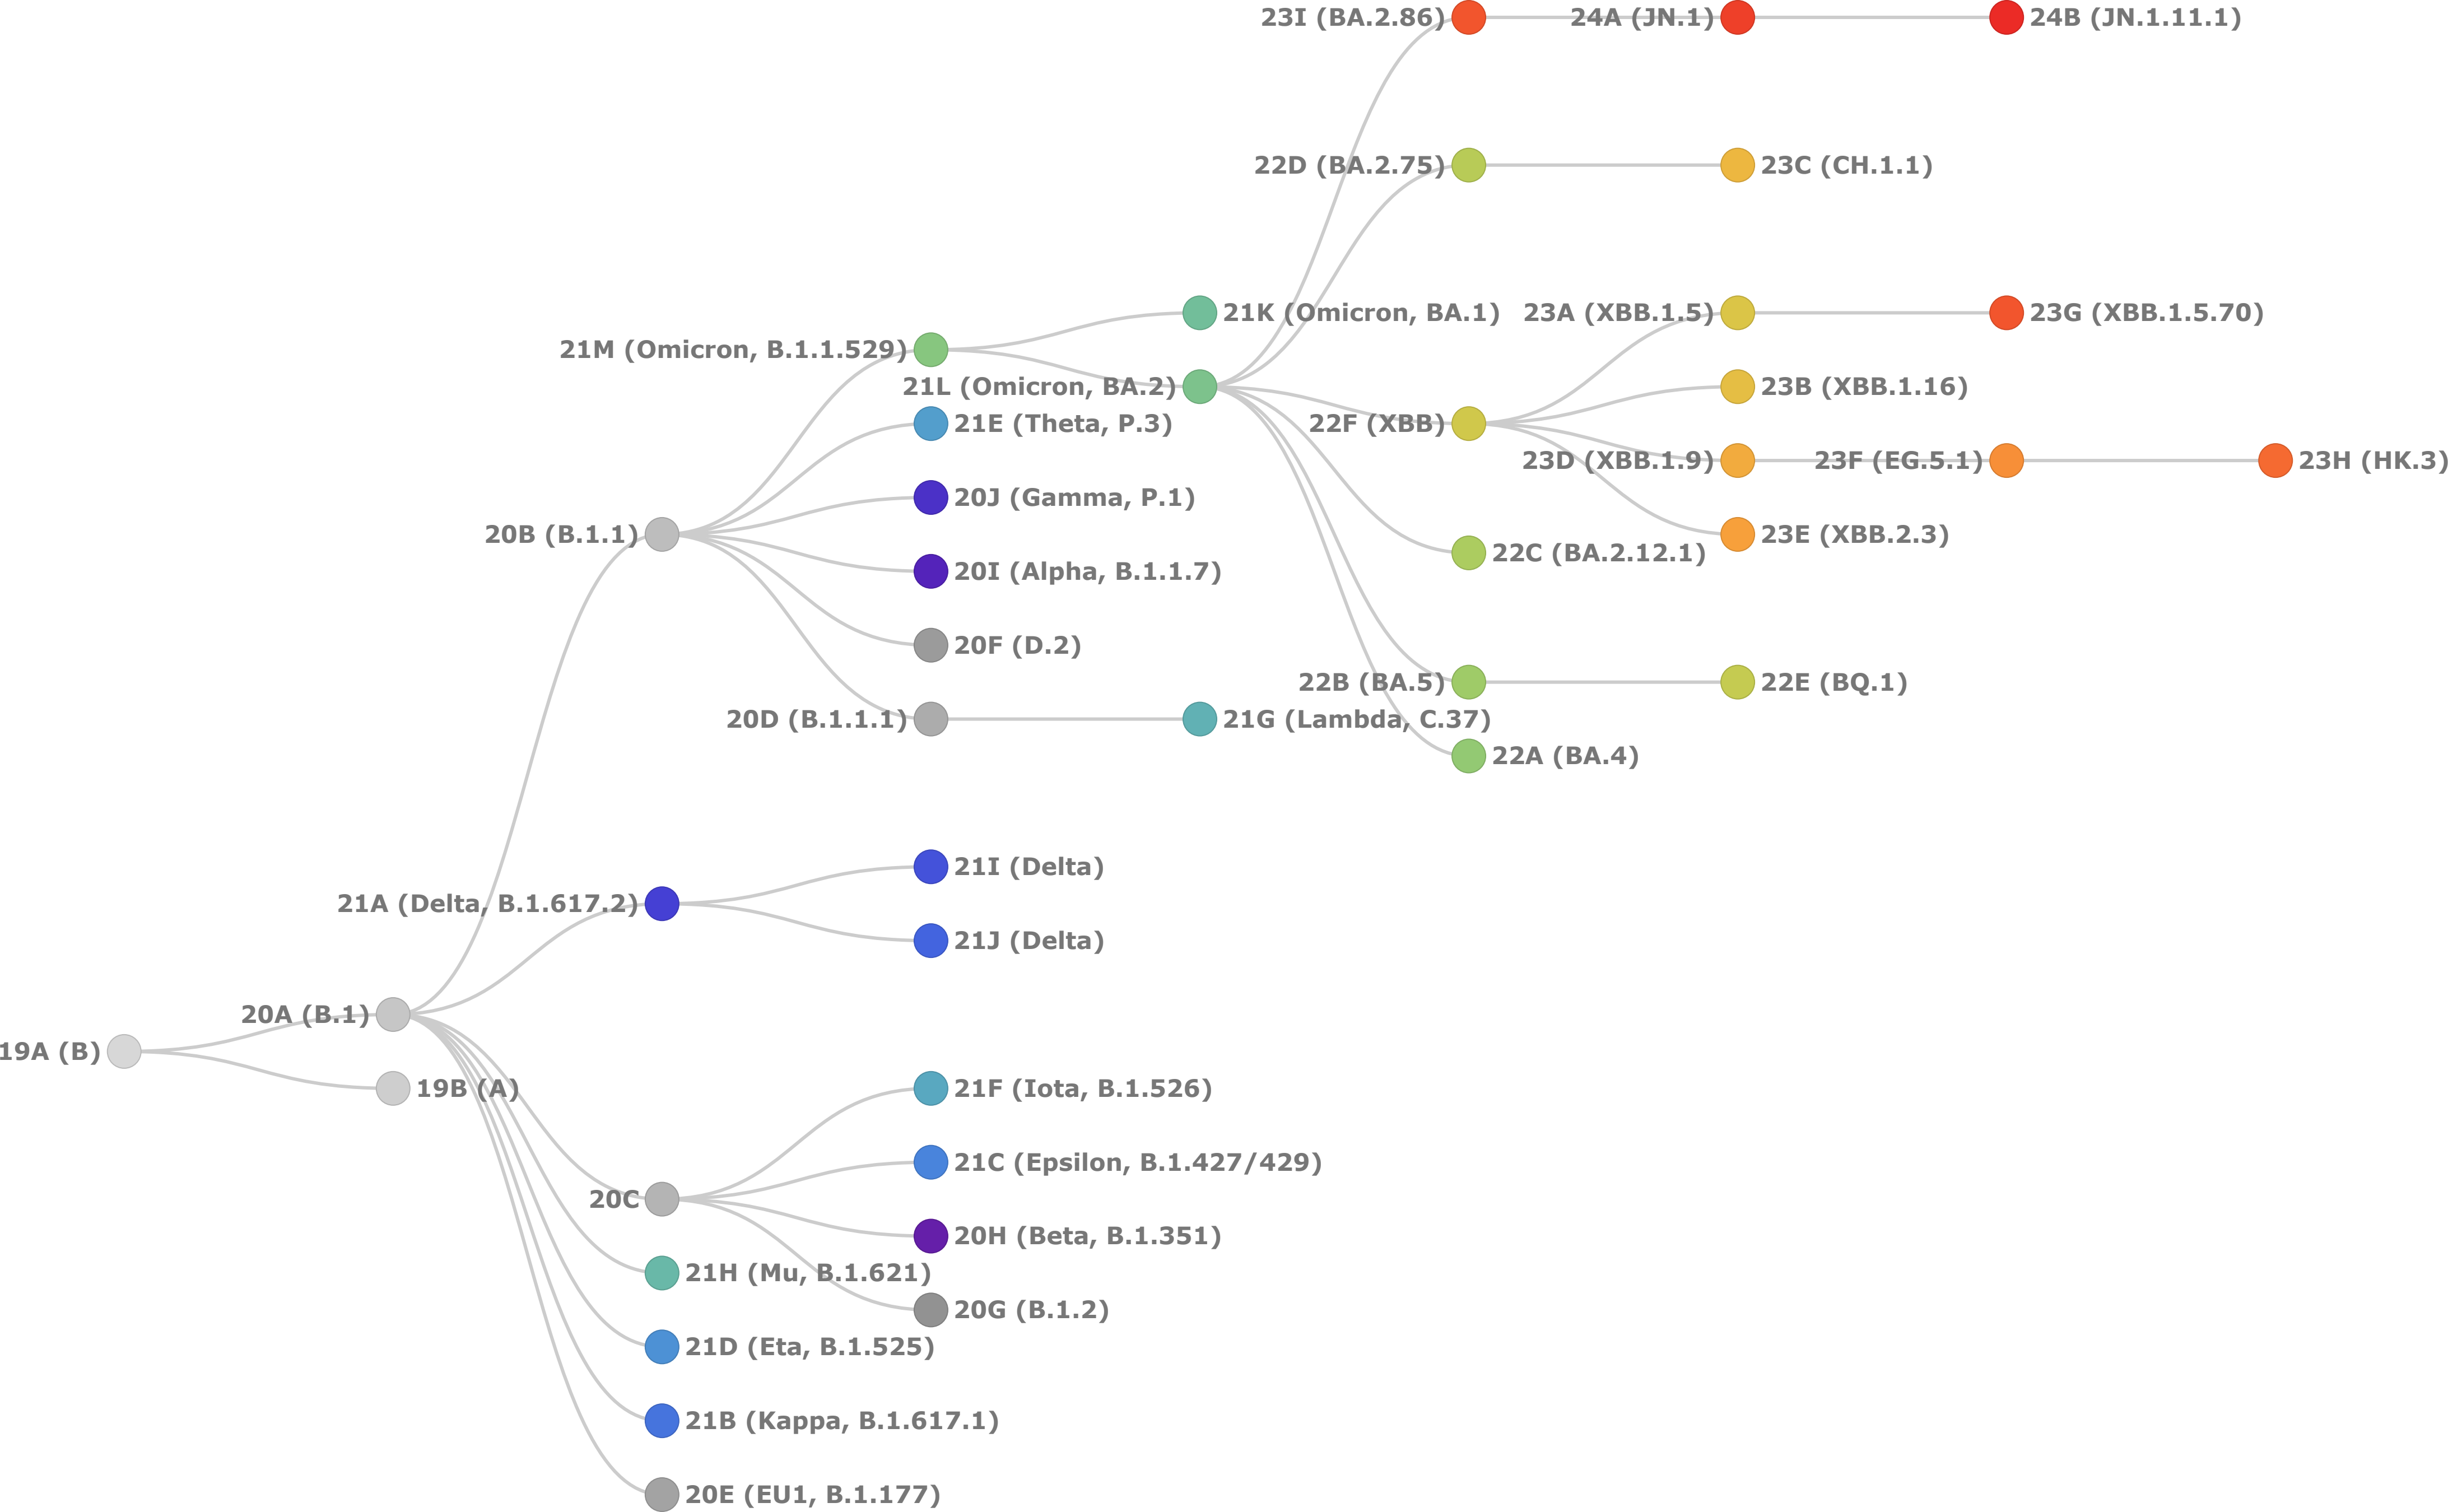 23I (BA.2.86)
24A (JN.1)
24B (JN.1.11.1)
22D (BA.2.75)
23C (CH.1.1)
21K (Omicron, BA.1)
23A (XBB.1.5)
23G (XBB.1.5.70)
21M (Omicron, B.1.1.529)
21L (Omicron, BA.2)
23B (XBB.1.16)
21E (Theta, P.3)
22F (XBB)
23D (XBB.1.9)
23F (EG.5.1)
23H (HK.3)
20J (Gamma, P.1)
20B (B.1.1)
23E (XBB.2.3)
22C (BA.2.12.1)
20I (Alpha, B.1.1.7)
20F (D.2)
22B (BA.5)
22E (BQ.1)
20D (B.1.1.1)
21G (Lambda, C.37)
22A (BA.4)
21I (Delta)
21A (Delta, B.1.617.2)
21J (Delta)
20A (B.1)
19A (B)
19B (A)
21F (Iota, B.1.526)
21C (Epsilon, B.1.427/429)
20C
20H (Beta, B.1.351)
21H (Mu, B.1.621)
20G (B.1.2)
21D (Eta, B.1.525)
21B (Kappa, B.1.617.1)
20E (EU1, B.1.177)